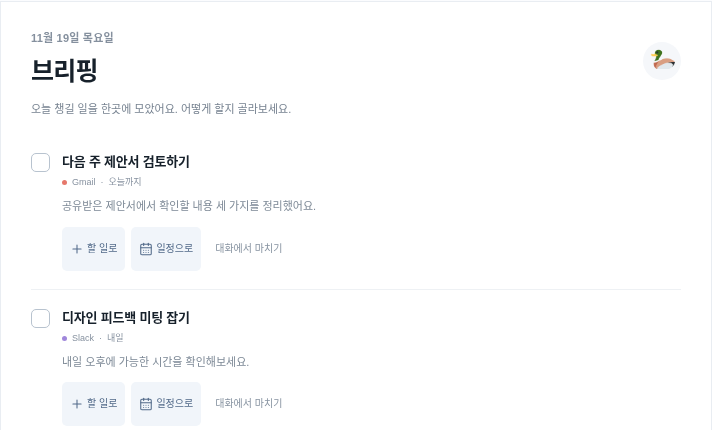 11월 19일 목요일
브리핑
오늘 챙길 일을 한곳에 모았어요. 어떻게 할지 골라보세요.
다음 주 제안서 검토하기
Gmail · 오늘까지
공유받은 제안서에서 확인할 내용 세 가지를 정리했어요.
할 일로 일정으로 대화에서 마치기
디자인 피드백 미팅 잡기
Slack · 내일
내일 오후에 가능한 시간을 확인해보세요.
할 일로 일정으로 대화에서 마치기